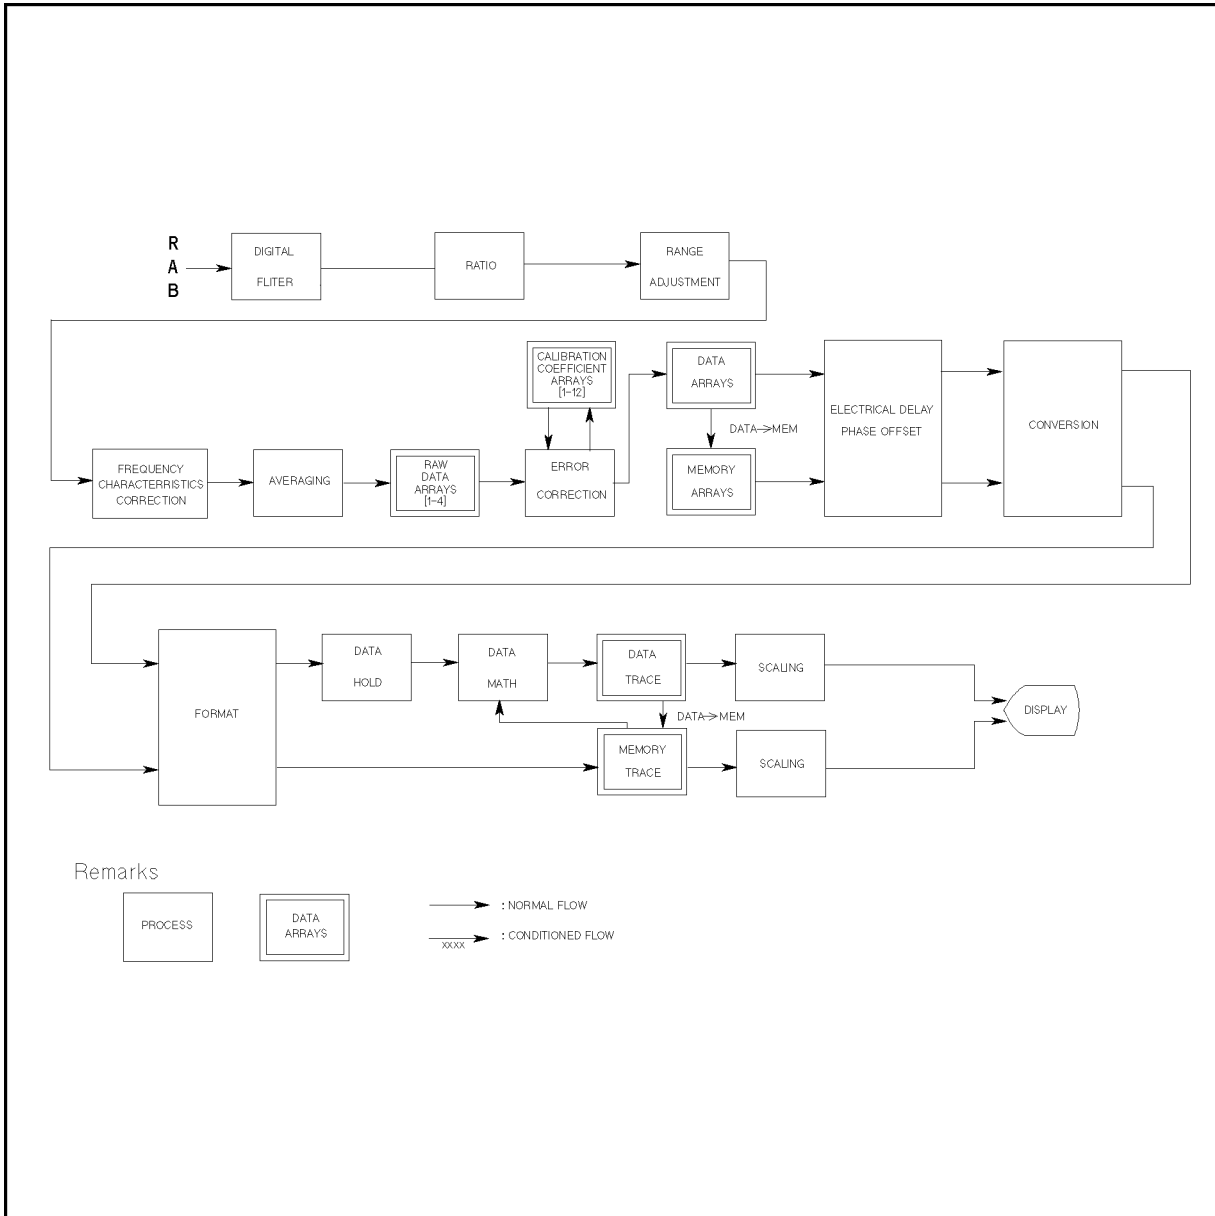 R
A
B
DIGITAL
FLITER
RATIO
RANGE
ADJUSTMENT
CALIBRATION
COEFFICIENT
ARRAYS
[1-12]
DATA
ARRAYS
DATA→MEM
MEMORY
ARRAYS
ELECTRICAL DELAY
PHASE OFFSET
CONVERSION
FREQUENCY
CHARACTERRISTICS
CORRECTION
AVERAGING
RAW
DATA
ARRAYS
[1-4]
ERROR
CORRECTION
FORMAT
DATA
HOLD
DATA
MATH
DATA
TRACE
SCALING
DATA→MEM
MEMORY
TRACE
SCALING
DISPLAY
Remarks
PROCESS
DATA
ARRAYS
: NORMAL FLOW
XXXX
: CONDITIONED FLOW